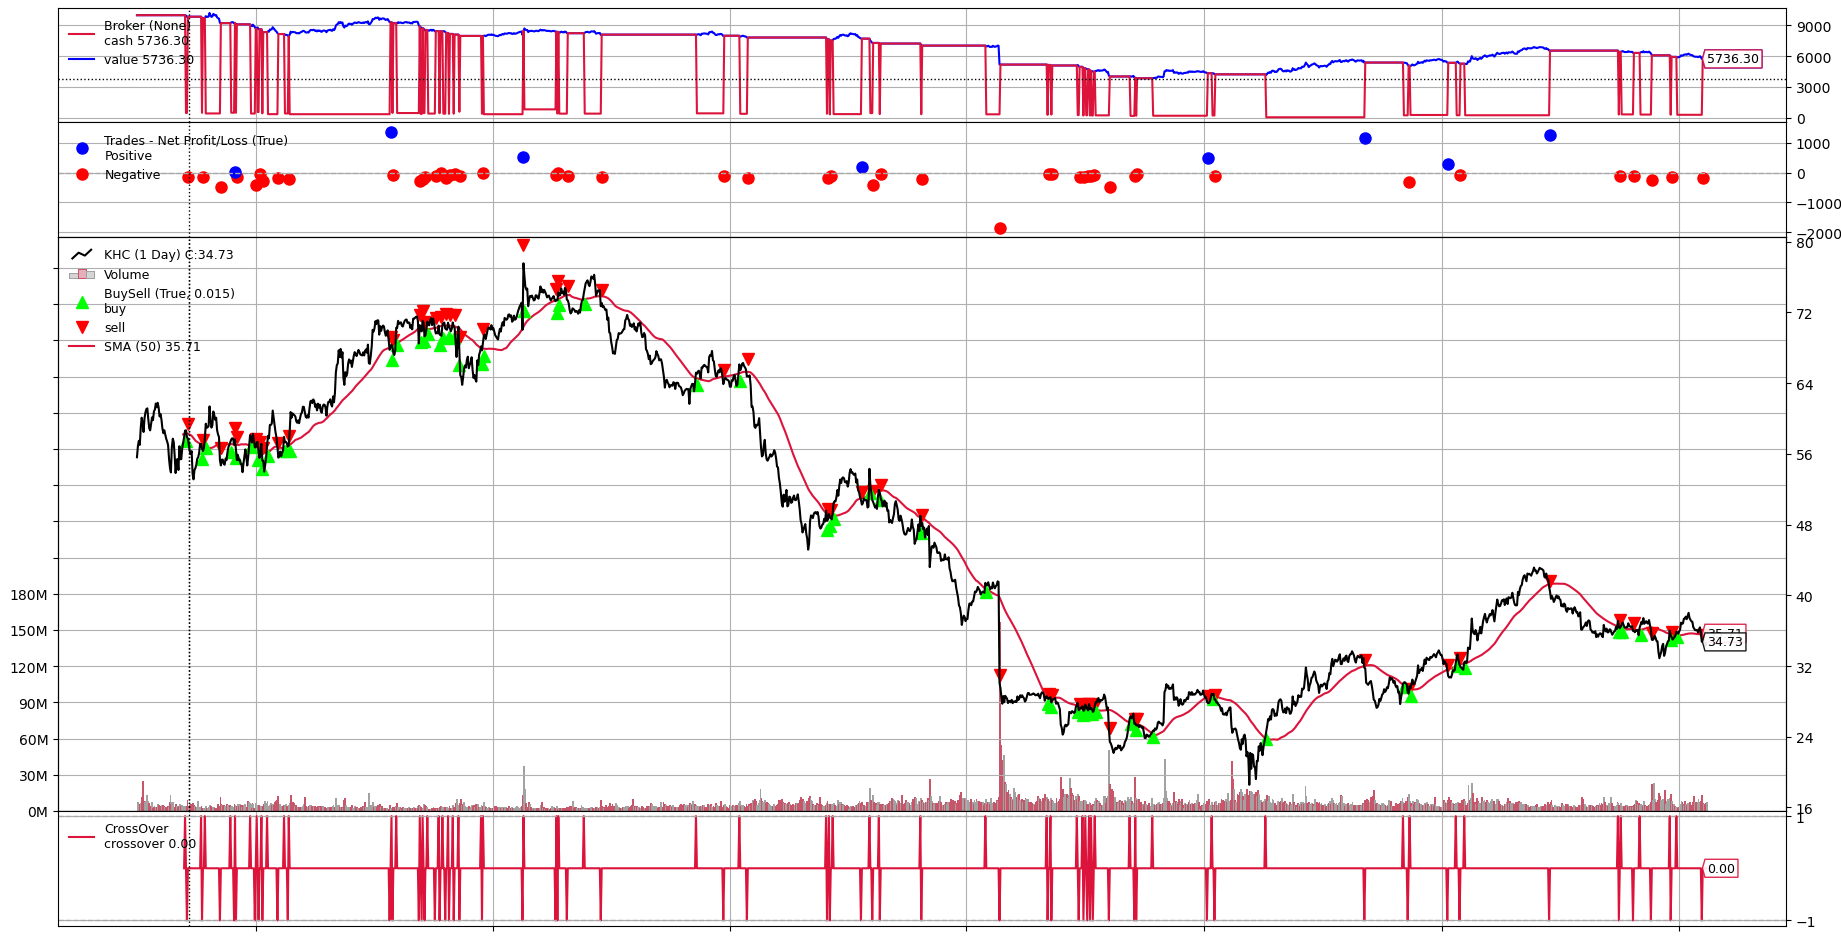 Broker (None)
cash 5736.30
value 5736.30
9000
6000
3000
0
5736.30
Trades - Net Profit/Loss (True)
Positive
Negative
1000
0
−1000
−2000
KHC (1 Day) C:34.73
Volume
BuySell (True, 0.015)
buy
sell
SMA (50) 35.71
80
72
64
56
48
40
32
24
16
180M
150M
120M
90M
60M
30M
0M
35.71
34.73
CrossOver
crossover 0.00
1
0.00
−1